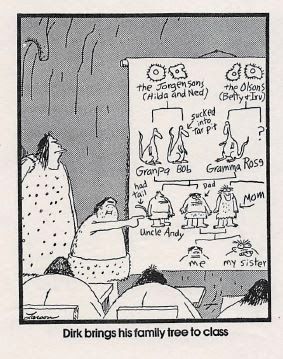 the Jorgensons
(Hilda and Ned)
the Olsons
(Betty & Irv)
sucked
into
tar pit
?
Granpa
Bob
Gramma
Rosg
had
tail
Dad
Mom
Uncle Andy
me
my sister
Larson
Dirk brings his family tree to class